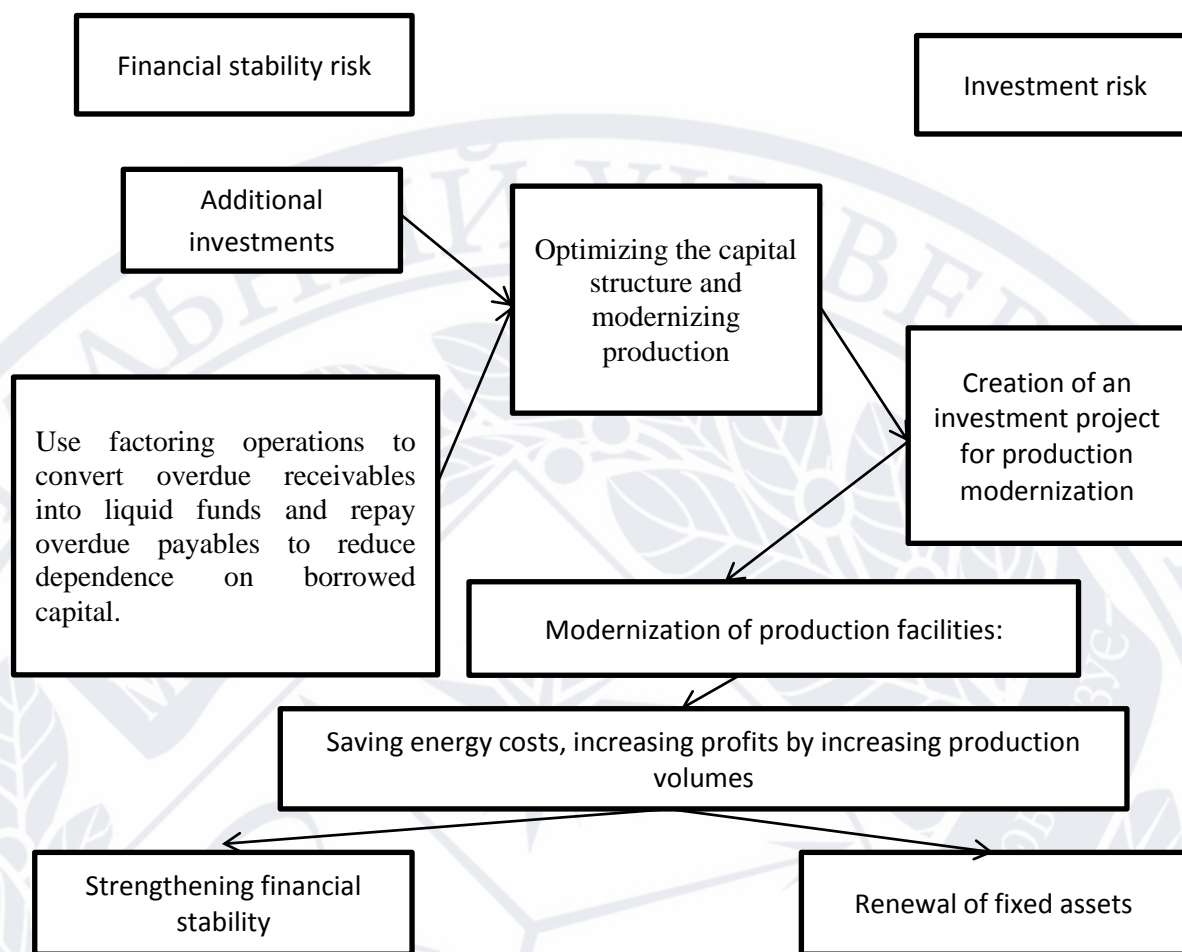 Financial stability risk
Investment risk
Additional
investments
Optimizing the capital
structure and
modernizing
production
Use factoring operations to
convert overdue receivables
into liquid funds and repay
overdue payables to reduce
dependence on borrowed
capital.
Creation of an
investment project
for production
modernization
Modernization of production facilities:
Saving energy costs, increasing profits by increasing production
volumes
Strengthening financial
stability
Renewal of fixed assets